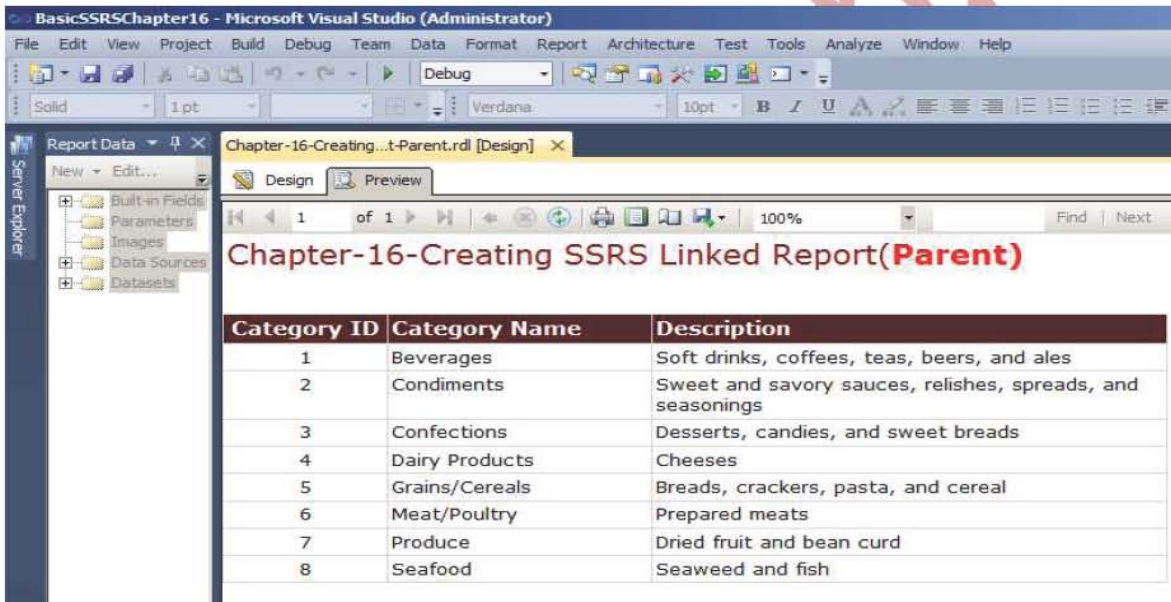 BasicSSRSChapter16 - Microsoft Visual Studio (Administrator)
File Edit View Project Build Debug Team Data Format Report Architecture Test Tools Analyze Window Help
Debug
Solid 1 pt Verdana 10pt B I U A
Server Explorer
Report Data
New Edit...
Built-in Fields
Parameters
Images
Data Sources
Datasets
Chapter-16-Creating...t-Parent.rdl [Design]
Design Preview
1 of 1 100% Find | Next
Chapter-16-Creating SSRS Linked Report(Parent)
Category ID Category Name Description
1 Beverages Soft drinks, coffees, teas, beers, and ales
2 Condiments Sweet and savory sauces, relishes, spreads, and
seasonings
3 Confections Desserts, candies, and sweet breads
4 Dairy Products Cheeses
5 Grains/Cereals Breads, crackers, pasta, and cereal
6 Meat/Poultry Prepared meats
7 Produce Dried fruit and bean curd
8 Seafood Seaweed and fish